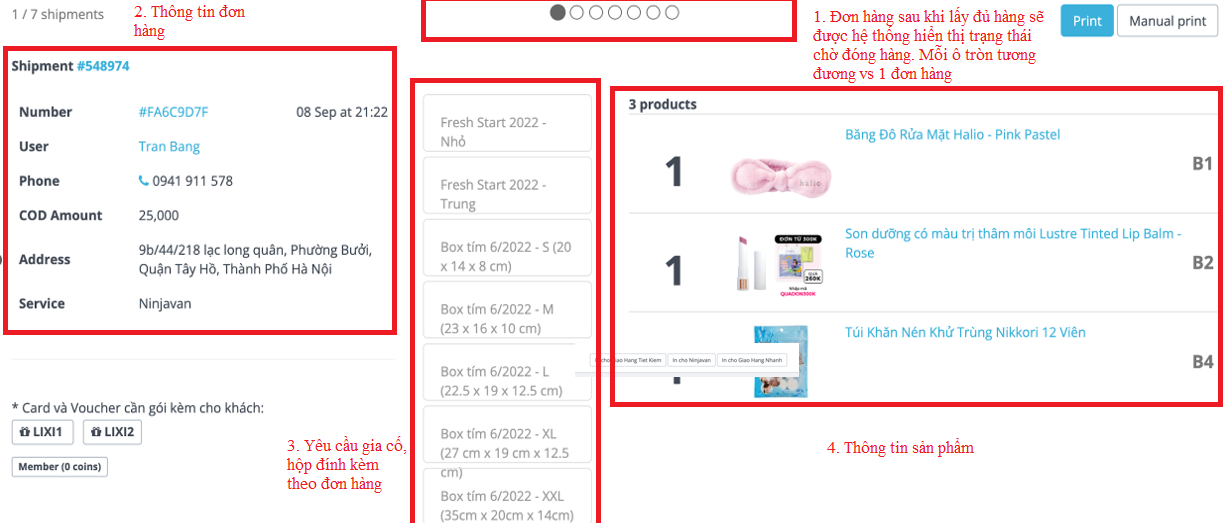 1 / 7 shipments
2. Thông tin đơn
hàng
1. Đơn hàng sau khi lấy đủ hàng sẽ
được hệ thống hiển thị trạng thái
chờ đóng hàng. Mỗi ô tròn tương
đương vs 1 đơn hàng
Print
Manual print
Shipment #548974
Number #FA6C9D7F 08 Sep at 21:22
User Tran Bang
Phone 0941 911 578
COD Amount 25,000
Address 9b/44/218 lạc long quân, Phường Bưởi,
Quận Tây Hồ, Thành Phố Hà Nội
Service Ninjavan
* Card và Voucher cần gói kèm cho khách:
LIXI1 LIXI2
Member (0 coins)
3. Yêu cầu gia cố,
hộp đính kèm
theo đơn hàng
Fresh Start 2022 -
Nhỏ
Fresh Start 2022 -
Trung
Box tím 6/2022 - S (20
x 14 x 8 cm)
Box tím 6/2022 - M
(23 x 16 x 10 cm)
Box tím 6/2022 - L
(22.5 x 19 x 12.5 cm)
Box tím 6/2022 - XL
(27 cm x 19 cm x 12.5
cm)
Box tím 6/2022 - XXL
(35cm x 20cm x 14cm)
3 products
1 halio Băng Đô Rửa Mặt Halio - Pink Pastel B1
1 Son dưỡng có màu trị thâm môi Lustre Tinted Lip Balm -
Rose B2
ĐƠN TỪ 300K
QUÀ
260K
Nhập mã
QUADON300K
Túi Khăn Nén Khử Trùng Nikkori 12 Viên B4
cho Giao Hang Tiet Kiem In cho Ninjavan In cho Giao Hang Nhanh
4. Thông tin sản phẩm